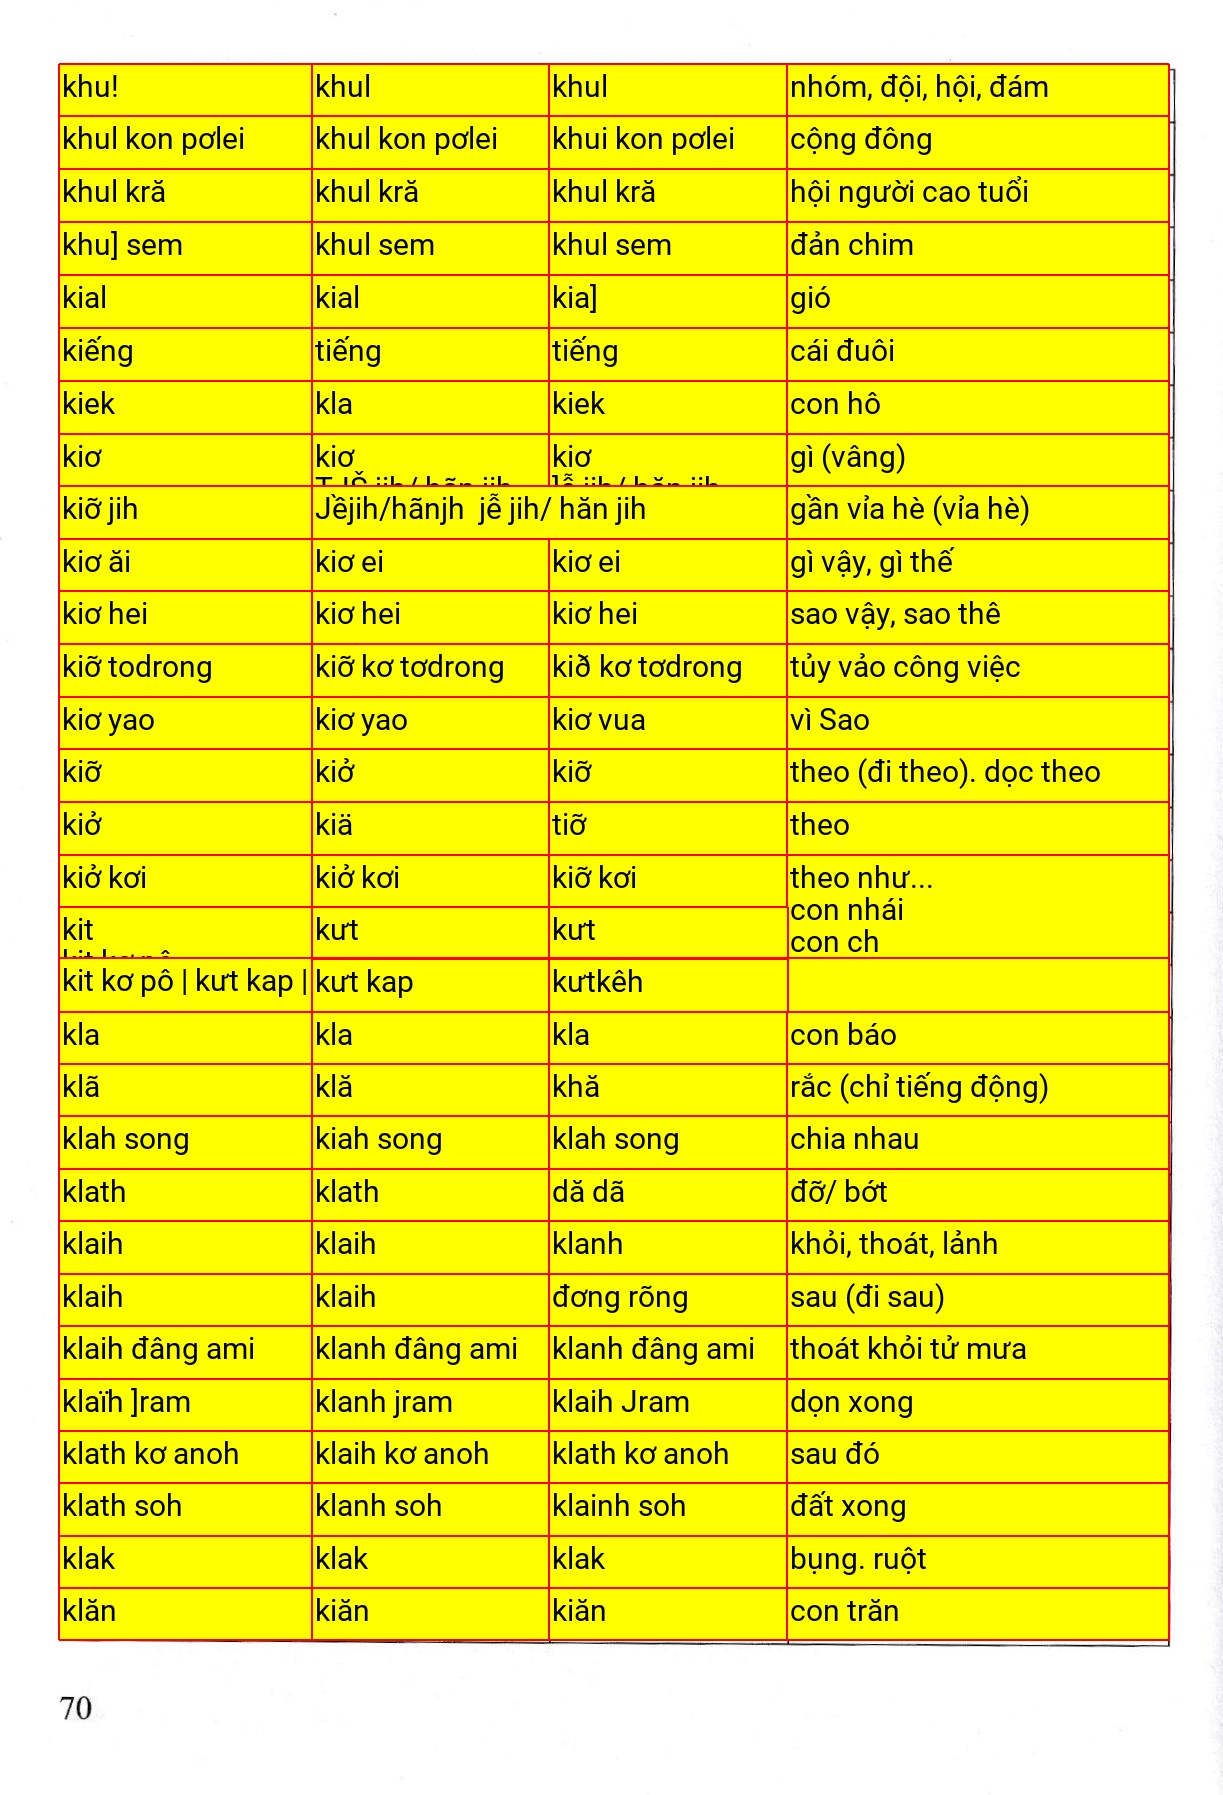 khu! khul khul nhóm, đội, hội, đám
khul kon pơlei khul kon pơlei khui kon pơlei cộng đông
khul kră khul kră khul kră hội người cao tuổi
khu] sem khul sem khul sem đản chim
kial kial kia] gió
kiếng tiếng tiếng cái đuôi
kiek kla kiek con hô
kiơ kiơ kiơ gì (vâng)
kiỡ jih Jềjih/hãnjh jễ jih/ hăn jih gần vỉa hè (vỉa hè)
kiơ ăi kiơ ei kiơ ei gì vậy, gì thế
kiơ hei kiơ hei kiơ hei sao vậy, sao thê
kiỡ todrong kiỡ kơ tơdrong kið kơ tơdrong tủy vảo công việc
kiơ yao kiơ yao kiơ vua vì Sao
kiỡ kiở kiỡ theo (đi theo). dọc theo
kiở kiä tiỡ theo
kiở kơi kiở kơi kiỡ kơi theo như...
con nhái
kit kưt kưt con ch
kit kơ pô | kưt kap | kưt kap kưtkêh
kla kla kla con báo
klã klă khă rắc (chỉ tiếng động)
klah song kiah song klah song chia nhau
klath klath dă dã đỡ/ bớt
klaih klaih klanh khỏi, thoát, lảnh
klaih klaih đơng rõng sau (đi sau)
klaih đâng ami klanh đâng ami klanh đâng ami thoát khỏi tử mưa
klaïh ]ram klanh jram klaih Jram dọn xong
klath kơ anoh klaih kơ anoh klath kơ anoh sau đó
klath soh klanh soh klainh soh đất xong
klak klak klak bụng. ruột
klăn kiăn kiăn con trăn
70